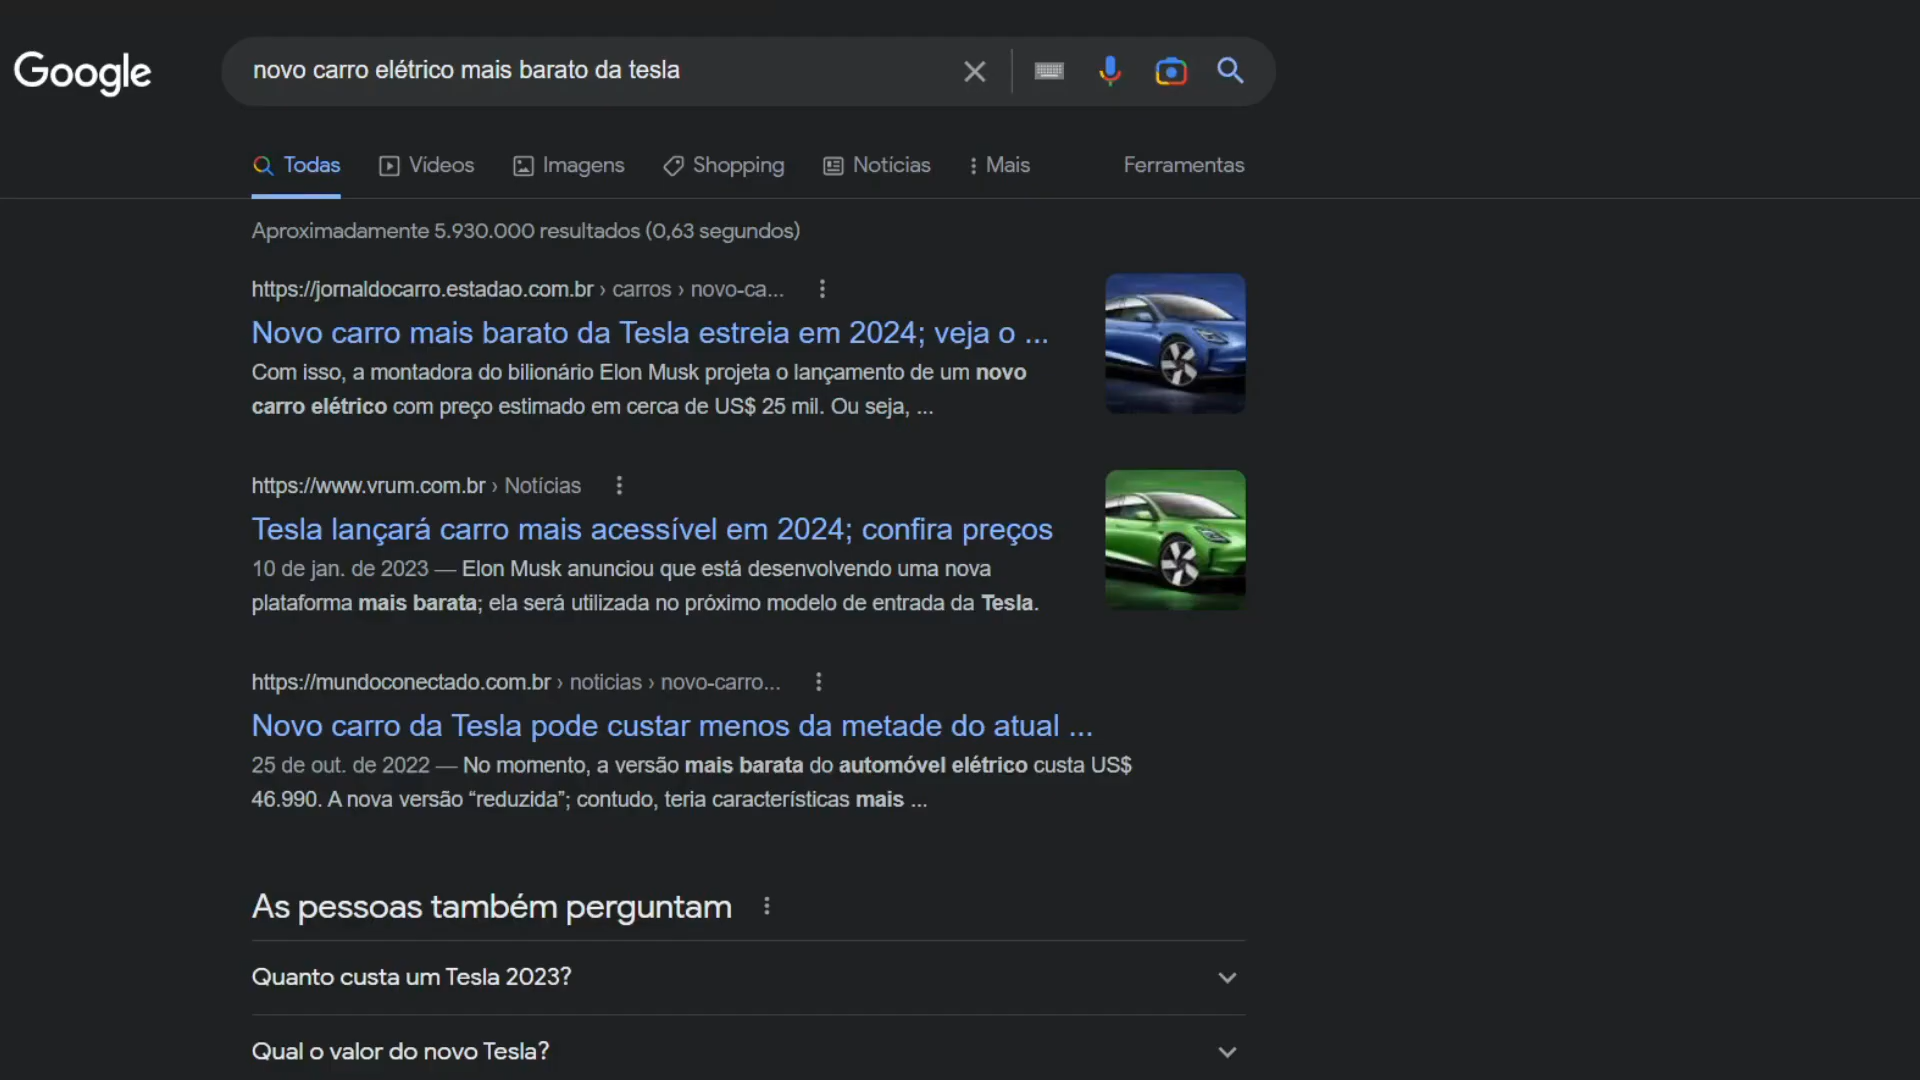 Google
novo carro elétrico mais barato da tesla
Todas
Vídeos
Imagens
Shopping
Notícias
Mais
Ferramentas
Aproximadamente 5.930.000 resultados (0,63 segundos)
https://jornaldocarro.estadao.com.br › carros › novo-ca...
Novo carro mais barato da Tesla estreia em 2024; veja o ...
Com isso, a montadora do bilionário Elon Musk projeta o lançamento de um novo
carro elétrico com preço estimado em cerca de US$ 25 mil. Ou seja, ...
https://www.vrum.com.br › Notícias
Tesla lançará carro mais acessível em 2024; confira preços
10 de jan. de 2023 — Elon Musk anunciou que está desenvolvendo uma nova
plataforma mais barata; ela será utilizada no próximo modelo de entrada da Tesla.
https://mundoconectado.com.br › noticias › novo-carro...
Novo carro da Tesla pode custar menos da metade do atual ...
25 de out. de 2022 — No momento, a versão mais barata do automóvel elétrico custa US$
46.990. A nova versão “reduzida”; contudo, teria características mais ...
As pessoas também perguntam
Quanto custa um Tesla 2023?
Qual o valor do novo Tesla?